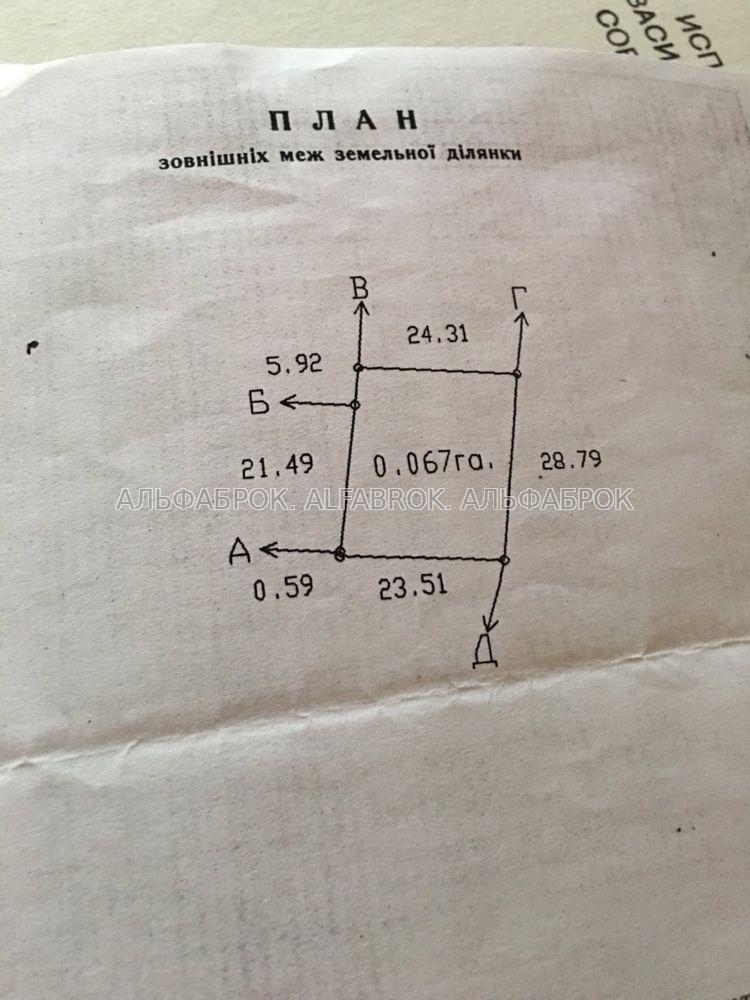 ИСП
ВАСИ
СОГ
П Л А Н
зовнішніх меж земельної ділянки
В
Г
24.31
5.92
Б
21.49
0.067га.
28.79
АЛЬФАБРОК. ALFABROK. АЛЬФАБРОК
А
0.59
23.51
Д